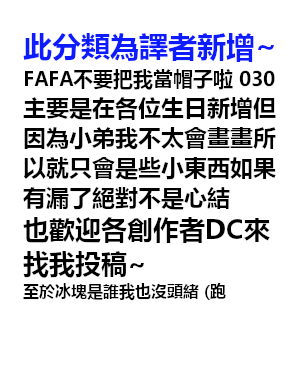 此分類為譯者新增~
FAFA不要把我當帽子啦 030
主要是在各位生日新增但
因為小弟我不太會畫畫所
以就只會是些小東西如果
有漏了絕對不是心結
也歡迎各創作者DC來
找我投稿~
至於冰塊是誰我也沒頭緒 (跑